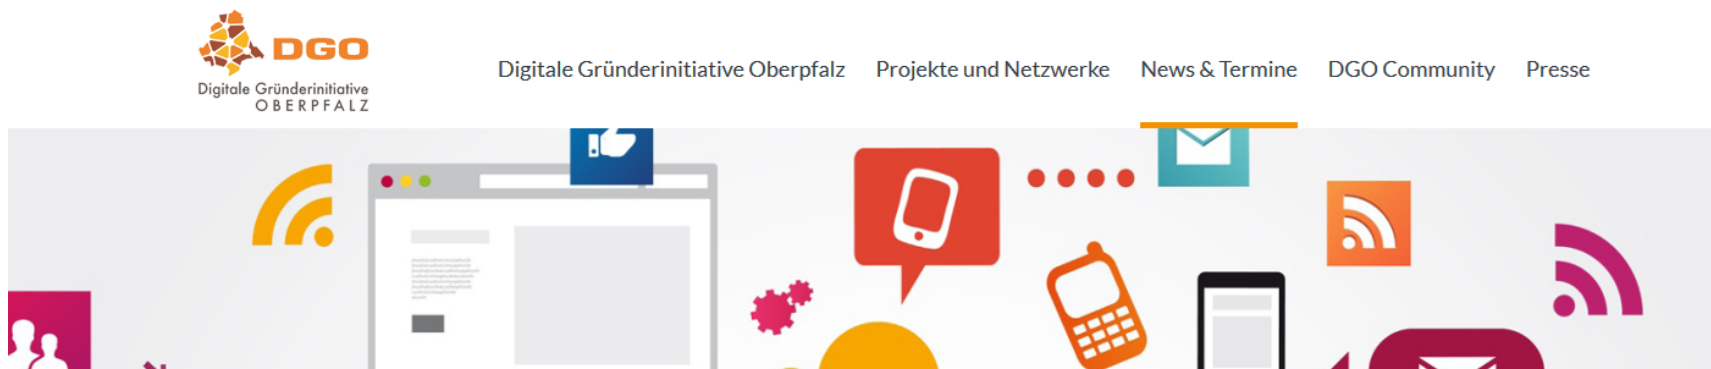 DGO
Digitale Gründerinitiative
OBERPFALZ
Digitale Gründerinitiative Oberpfalz Projekte und Netzwerke News & Termine DGO Community Presse